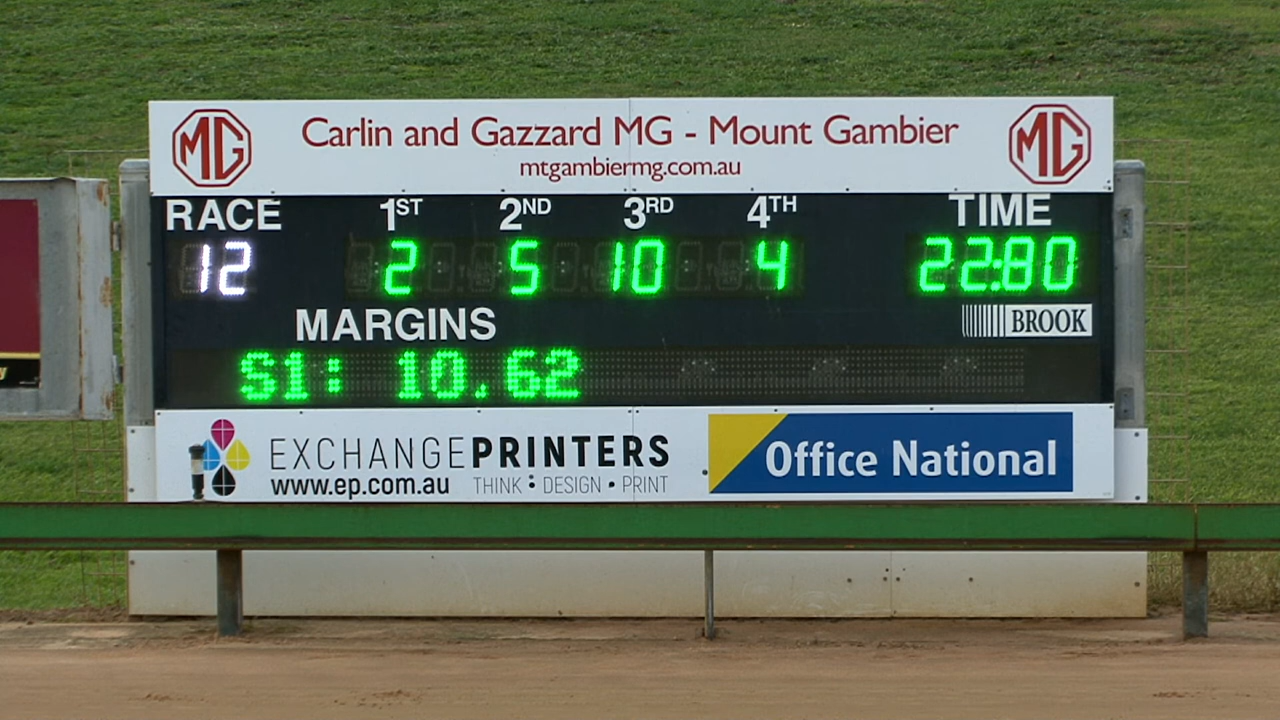 MG Carlin and Gazzard MG - Mount Gambier MG
mtgambiermg.com.au
RACE 1ST 2ND 3RD 4TH TIME
12 2 5 10 4 22:80
MARGINS BROOK
S1: 10.62
EXCHANGEPRINTERS Office National
www.ep.com.au THINK : DESIGN • PRINT